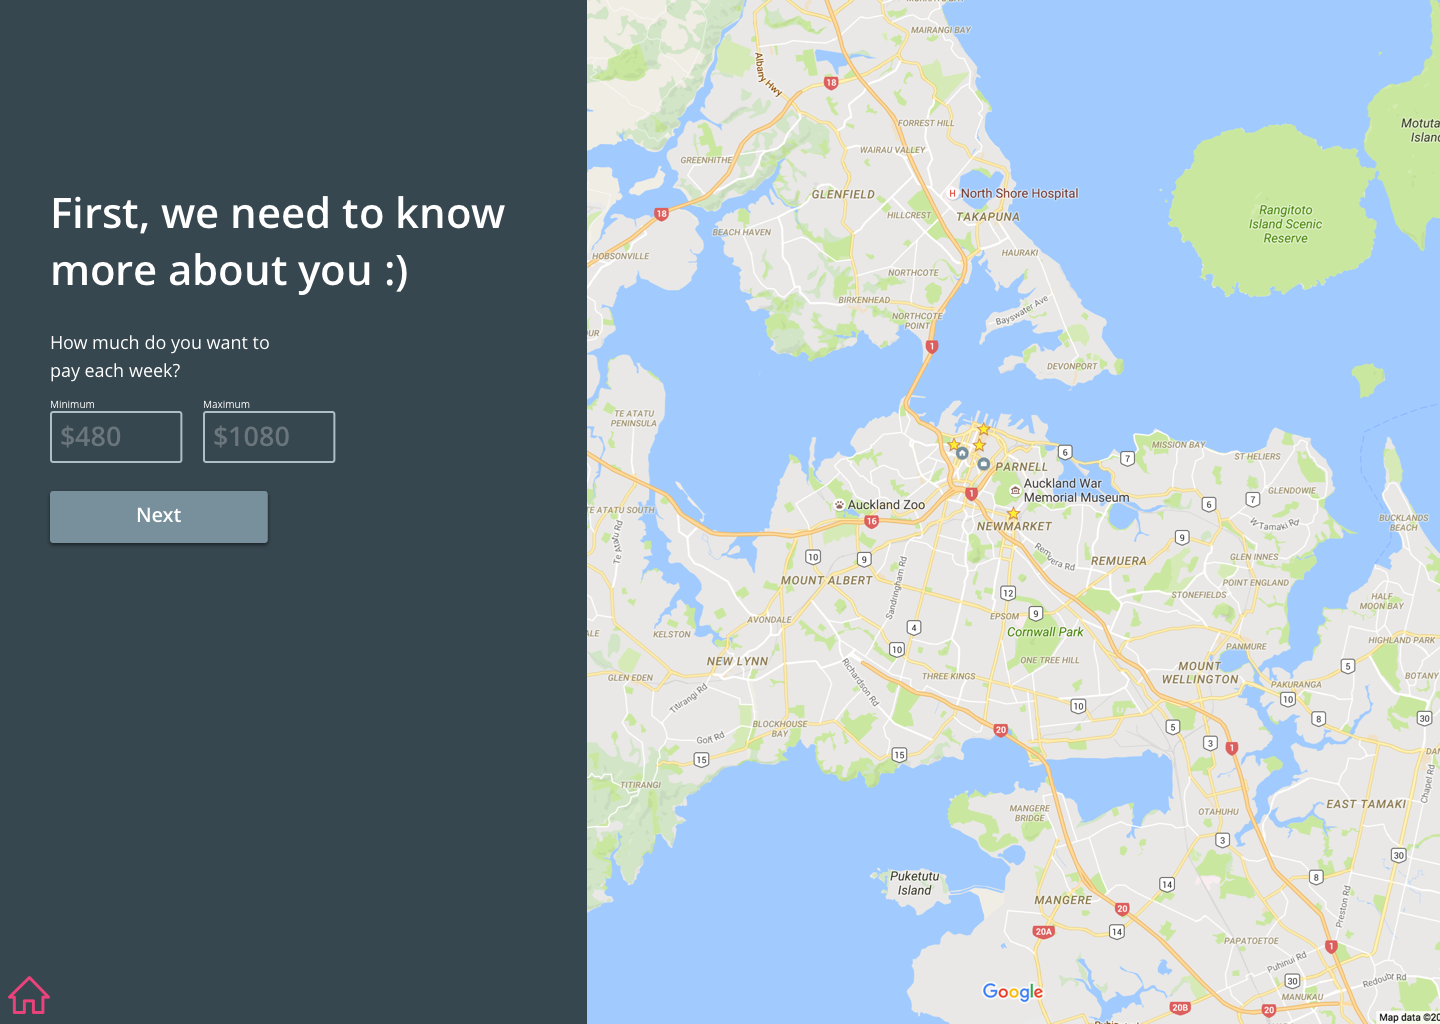 First, we need to know
more about you :)
How much do you want to
pay each week?
Minimum
Maximum
$480
$1080
Next
MAIRANGI BAY
Albany Hwy
18
Motuta
Island
FORREST HILL
WAIRAU VALLEY
GREENHITHE
GLENFIELD
H North Shore Hospital
18
HILLCREST
TAKAPUNA
Rangitoto
Island Scenic
Reserve
BEACH HAVEN
HOBSONVILLE
HAURAKI
NORTHCOTE
BIRKENHEAD
Bayswater Ave
NORTHCOTE
POINT
OUR
1
DEVONPORT
TE ATATU
PENINSULA
MISSION BAY
6
7
ST HELIERS
PARNELL
Auckland War
Memorial Museum
GLENDOWE
1
Auckland Zoo
16
6
7
TE ATATU SOUTH
Te Atatu Rd
NEWMARKET
W Tamaki Rd
BUCKLANDS
BEACH
9
10
9
Remuera Rd
REMUERA
GLEN INNES
MOUNT ALBERT
Sandringham Rd
POINT ENGLAND
12
STONEFIELDS
HALF
MOON BAY
9
EPSOM
AVONDALE
4
Cornwall Park
ALE
KELSTON
HIGHLAND PARK
10
PANMURE
NEW LYNN
ONE TREE HILL
MOUNT
WELLINGTON
5
GLEN EDEN
Richardson Rd
THREE KINGS
BOTANY
PAKURANGA
Titirangi Rd
10
10
8
30
BLOCKHOUSE
BAY
20
5
Golf Rd
3
1
15
15
DAN
TITIRANGI
Chapel Rd
MANGERE
BRIDGE
OTAHUHU
EAST TAMAKI
3
30
Puketutu
Island
8
14
MANGERE
20
Preston Rd
20A
14
PAPATOETOE
1
Puhinui Rd
30
Redoubt Rd
Google
MANUKAU
20B
20
Map data ©20